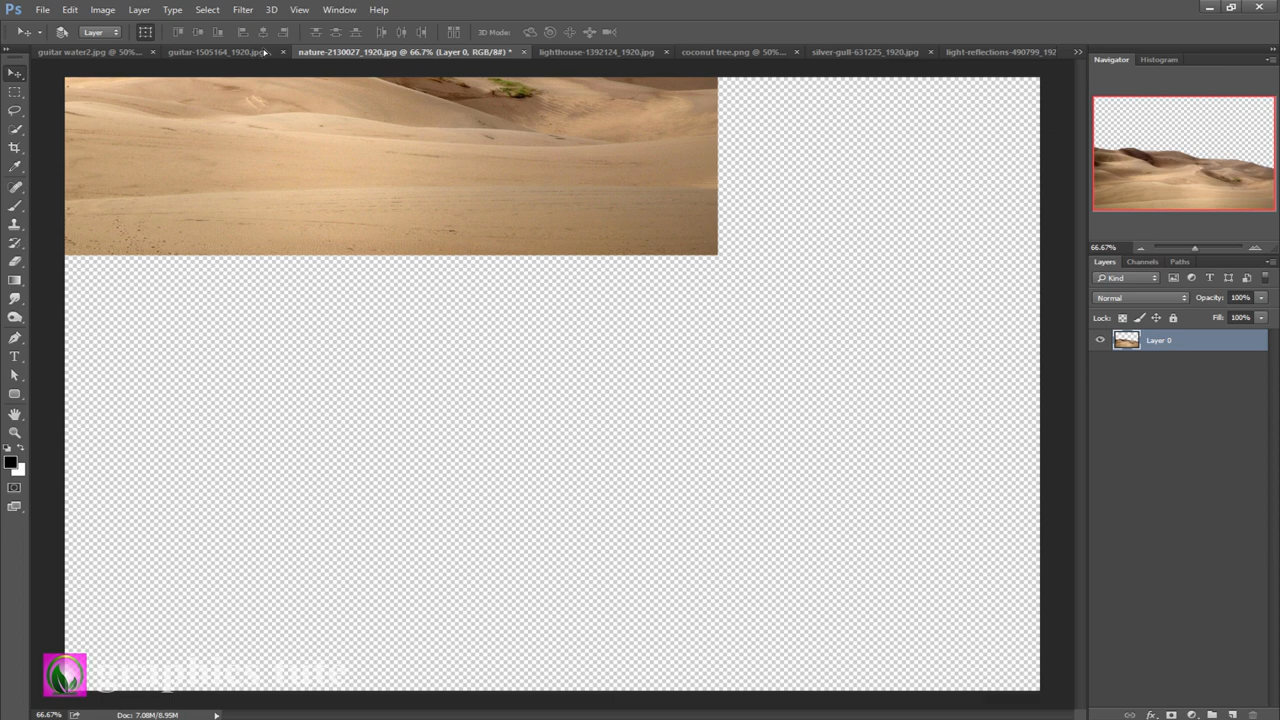 Ps File Edit Image Layer Type Select Filter 3D View Window Help
Layer 3D Mode:
guitar water2.jpg @ 50%... × guitar-1505164_1920.jpg... × nature-2130027_1920.jpg @ 66.7% (Layer 0, RGB/8#) * × lighthouse-1392124_1920.jpg × coconut tree.png @ 50%... × silver-gull-631225_1920.jpg × light-reflections-490799_192 >>
Navigator Histogram
66.67%
Layers Channels Paths
Kind
Normal Opacity: 100%
Lock: Fill: 100%
Layer 0
graphics
66.67% Doc: 7.08M/8.95M